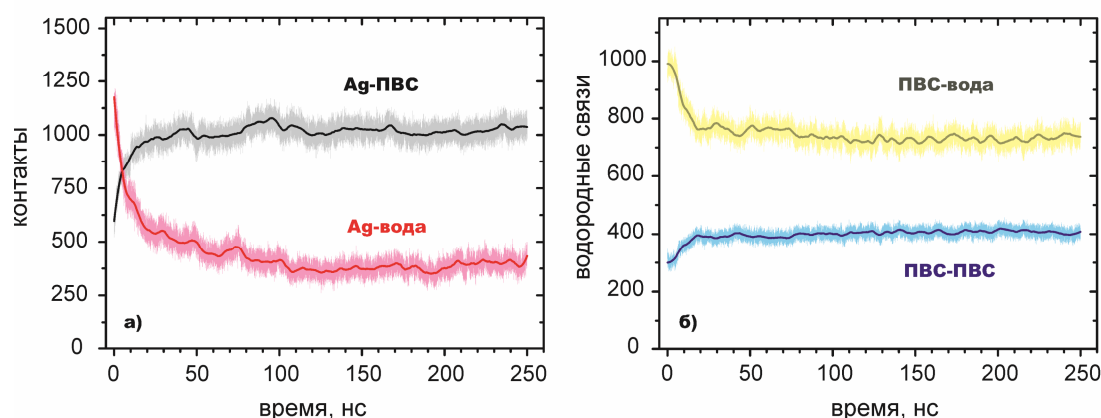 1500
1250
1000
750
500
250
0
контакты
Ag-ПВС
Ag-вода
а)
0 50 100 150 200 250
время, нс
1000
800
600
400
200
0
водородные связи
ПВС-вода
ПВС-ПВС
б)
0 50 100 150 200 250
время, нс